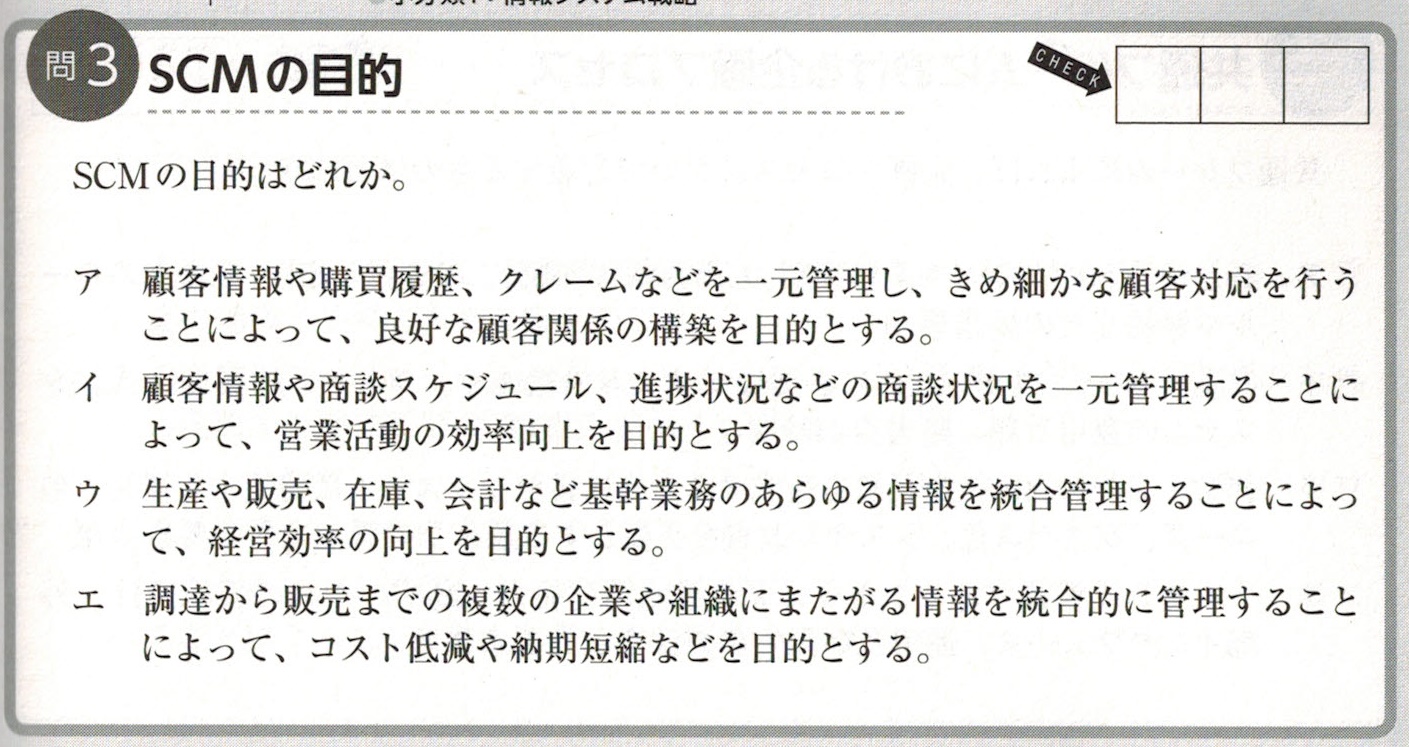 問3 SCMの目的
CHECK
SCMの目的はどれか。
ア 顧客情報や購買履歴、クレームなどを一元管理し、きめ細かな顧客対応を行う
ことによって、良好な顧客関係の構築を目的とする。
イ 顧客情報や商談スケジュール、進捗状況などの商談状況を一元管理することに
よって、営業活動の効率向上を目的とする。
ウ 生産や販売、在庫、会計など基幹業務のあらゆる情報を統合管理することによっ
て、経営効率の向上を目的とする。
エ 調達から販売までの複数の企業や組織にまたがる情報を統合的に管理すること
によって、コスト低減や納期短縮などを目的とする。